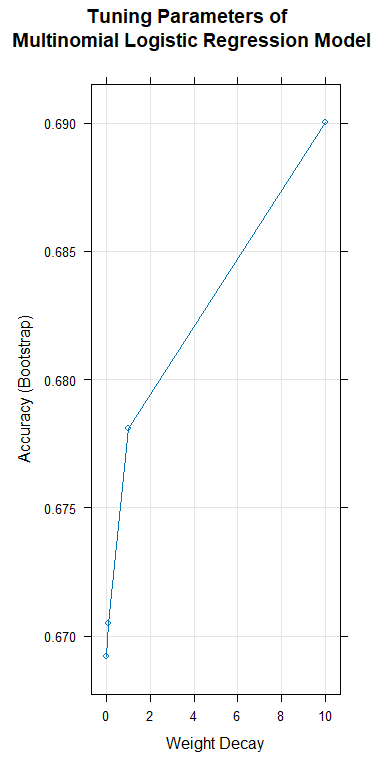 Tuning Parameters of
Multinomial Logistic Regression Model
0.690
0.685
0.680
0.675
0.670
Accuracy (Bootstrap)
0 2 4 6 8 10
Weight Decay